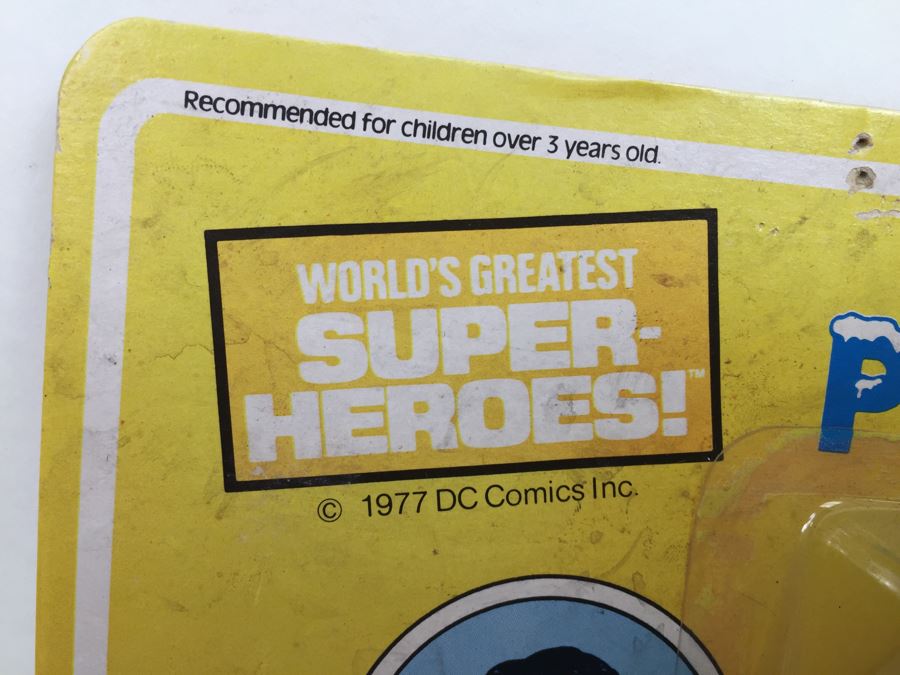 Recommended for children over 3 years old.
WORLD'S GREATEST
SUPER-
HEROES!™
P
© 1977 DC Comics Inc.